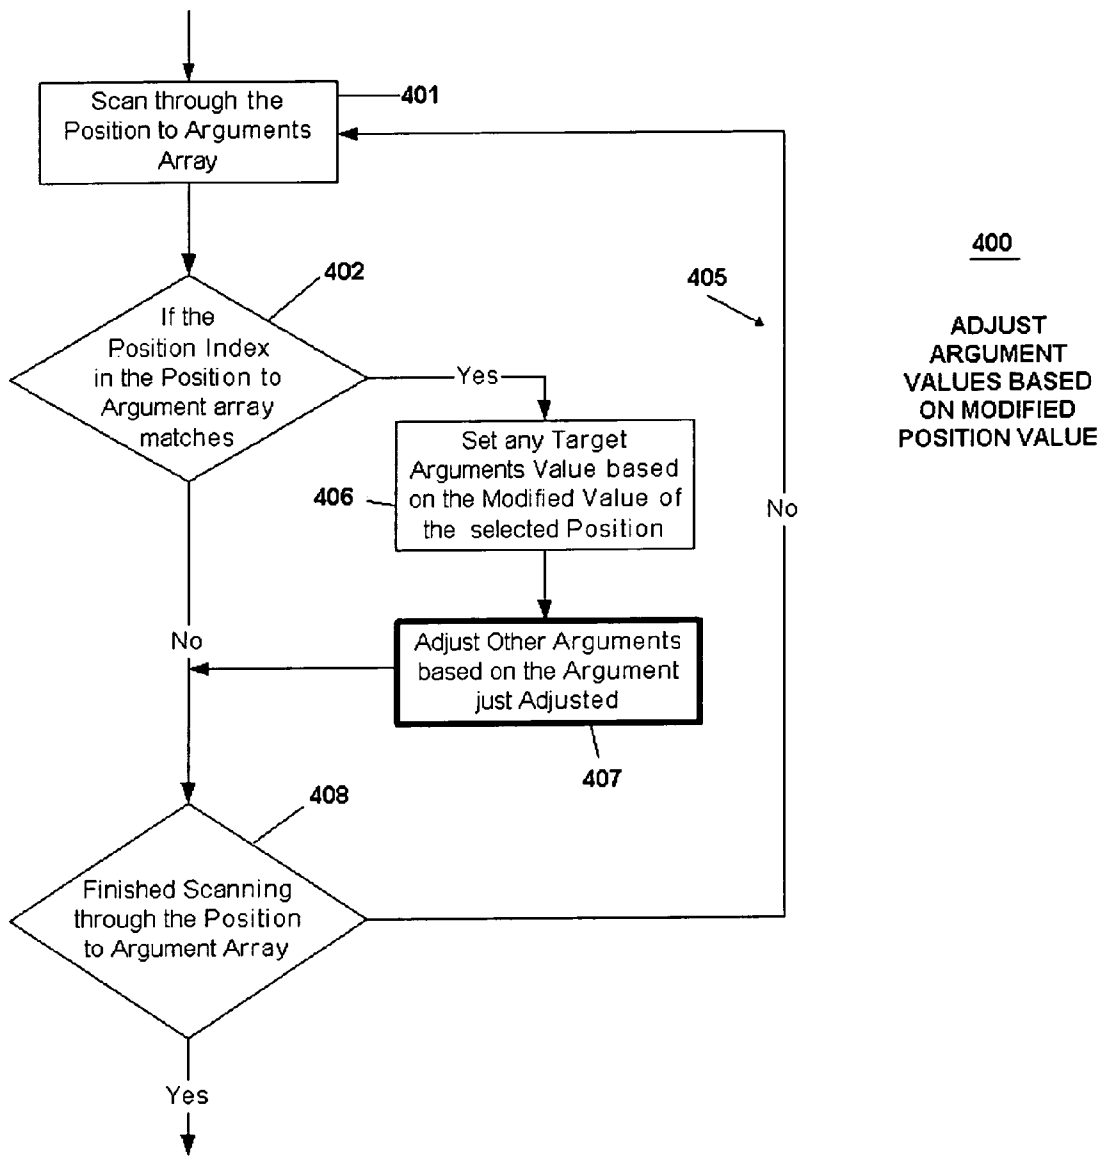 Scan through the
Position to Arguments
Array
401
402
If the
Position Index
in the Position to
Argument array
matches
Yes
405
400
ADJUST
ARGUMENT
VALUES BASED
ON MODIFIED
POSITION VALUE
Set any Target
Arguments Value based
on the Modified Value of
the selected Position
406
No
No
Adjust Other Arguments
based on the Argument
just Adjusted
407
408
Finished Scanning
through the Position
to Argument Array
Yes